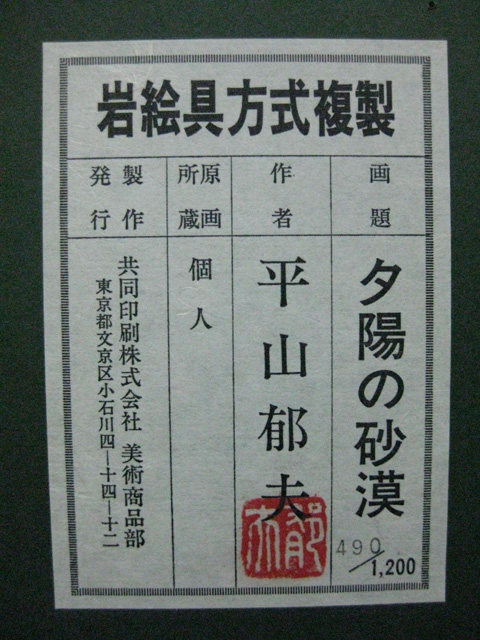 岩絵具方式複製
画題
夕陽の砂漠
490/1,200
作者
平山郁夫
郁夫
原画所蔵
個人
製作発行
共同印刷株式会社 美術商品部
東京都文京区小石川四―十四―十二